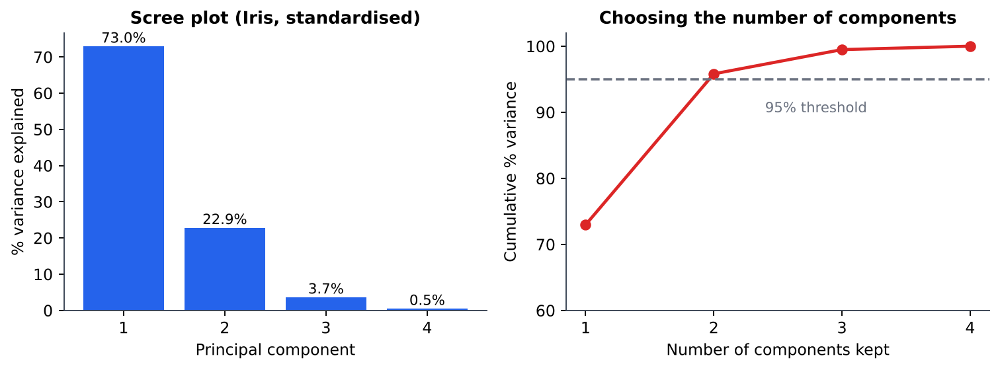 Scree plot (Iris, standardised)
73.0%
22.9%
3.7%
0.5%
70
60
50
40
30
20
10
0
% variance explained
1 2 3 4
Principal component
Choosing the number of components
100
90
80
70
60
Cumulative % variance
95% threshold
1 2 3 4
Number of components kept